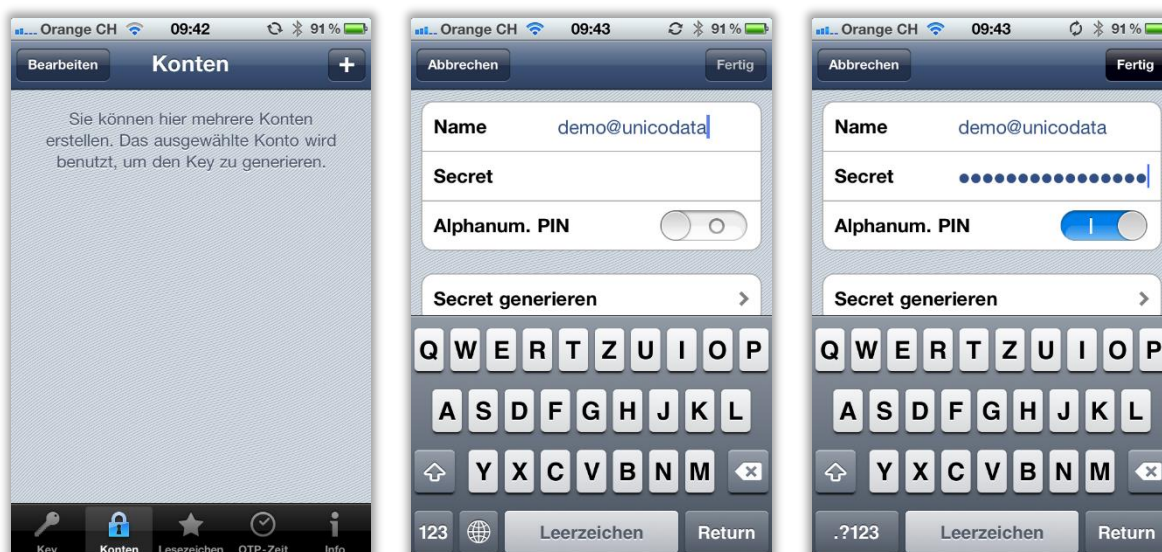 Orange CH 09:42 91 %
Bearbeiten Konten +
Sie können hier mehrere Konten
erstellen. Das ausgewählte Konto wird
benutzt, um den Key zu generieren.
Key Konten Lesezeichen OTP-Zeit Info
Orange CH 09:43 91 %
Abbrechen Fertig
Name demo@unicodata
Secret
Alphanum. PIN
Secret generieren
Q W E R T Z U I O P
A S D F G H J K L
Y X C V B N M
123 Leerzeichen Return
Orange CH 09:43 91 %
Abbrechen Fertig
Name demo@unicodata
Secret ●●●●●●●●●●●●●●●●
Alphanum. PIN
Secret generieren
Q W E R T Z U I O P
A S D F G H J K L
Y X C V B N M
.?123 Leerzeichen Return